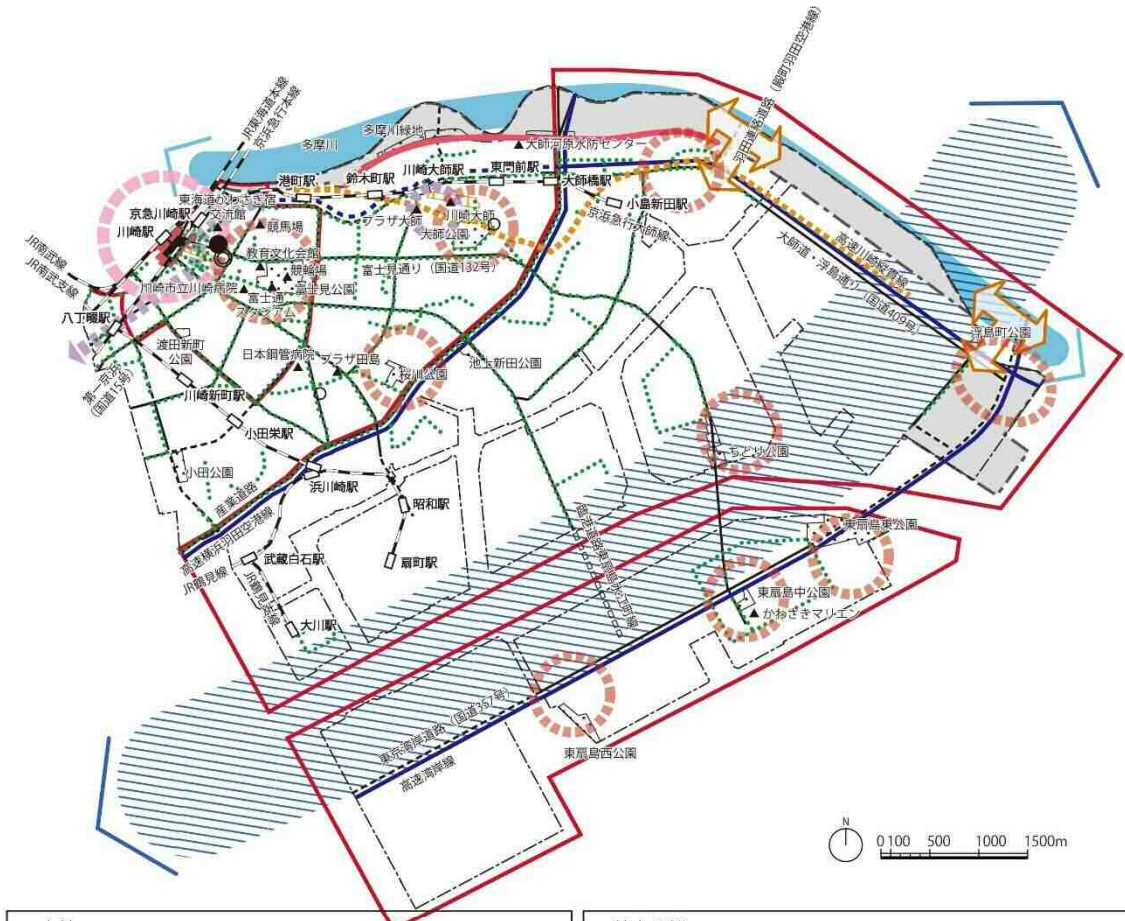 JR東海道本線
京浜急行本線
羽田連絡道路（殿町羽田空港線）
多摩川緑地
多摩川
大師河原水防センター
川崎大師駅
東門前駅
港町駅
鈴木町駅
大師橋駅
東海道かわさき宿
交流館
小島新田駅
京急川崎駅
川崎駅
競馬場
プラザ大師
川崎大師
大師公園
京浜急行大師線
JR南武線
JR南武支線
教育文化会館
富士見通り（国道132号）
大師道・浮島通り（国道409号）
高速川崎縦貫線
競輪場
川崎市立川崎病院
富士見公園
富士通
スタジアム
八丁畷駅
浮島町公園
渡田新町
公園
日本鋼管病院
プラザ田島
池上新田公園
桜川公園
第一京浜
（国道15号）
川崎新町駅
小田栄駅
ちどり公園
小田公園
浜川崎駅
産業道路
昭和駅
高速横浜羽田空港線
JR鶴見線
武蔵白石駅
扇町駅
臨港道路東扇島水江町線
東扇島東公園
JR鶴見支線
大川駅
東扇島中公園
かわさきマリエン
東京湾岸道路（国道357号）
高速湾岸線
東扇島西公園
N
0 100 500 1000 1500m